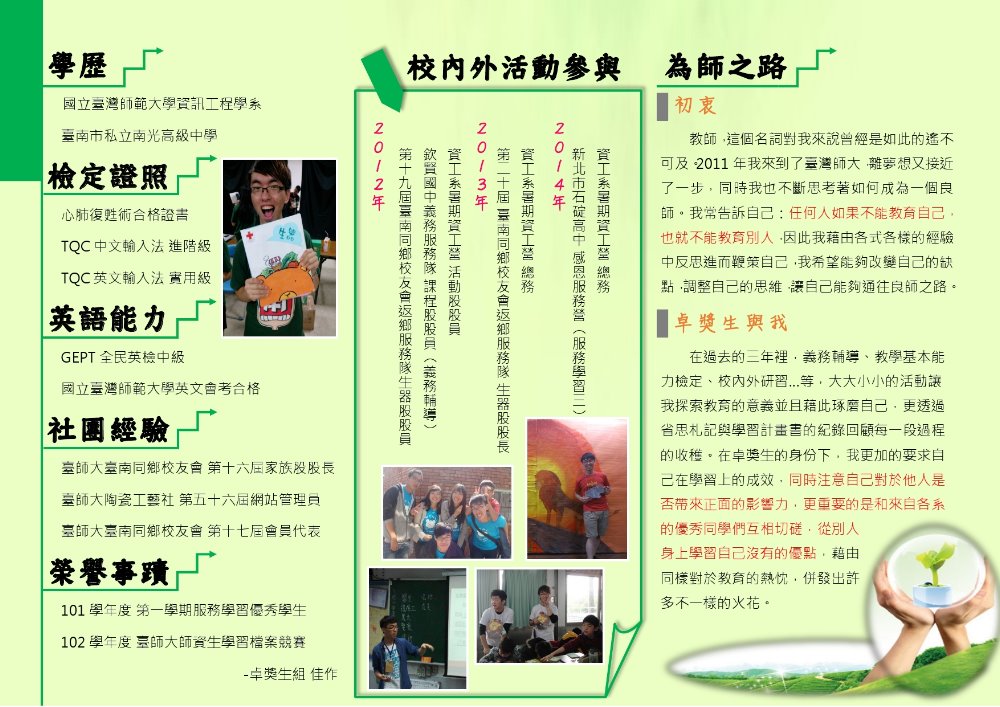 學歷
國立臺灣師範大學資訊工程學系
臺南市私立南光高級中學
檢定證照
心肺復甦術合格證書
TQC 中文輸入法 進階級
TQC 英文輸入法 實用級
英語能力
GEPT 全民英檢中級
國立臺灣師範大學英文會考合格
社團經驗
臺師大臺南同鄉校友會 第十六屆家族股股長
臺師大陶瓷工藝社 第五十六屆網站管理員
臺師大臺南同鄉校友會 第十七屆會員代表
榮譽事蹟
101 學年度 第一學期服務學習優秀學生
102 學年度 臺師大師資生學習檔案競賽
-卓獎生組 佳作
校內外活動參與
資工系暑期資工營 總務
新北市石碇高中 感恩服務營（服務學習三）
2014年
資工系暑期資工營 總務
第二十屆 臺南同鄉校友會返鄉服務隊 生器股股長
2013年
資工系暑期資工營 活動股股員
欽賢國中義務服務隊 課程股股員（義務輔導）
第十九屆臺南同鄉校友會返鄉服務隊生器股股員
2012年
為師之路
初衷
教師，這個名詞對我來說曾經是如此的遙不
可及，2011 年我來到了臺灣師大，離夢想又接近
了一步，同時我也不斷思考著如何成為一個良
師。我常告訴自己：任何人如果不能教育自己，
也就不能教育別人，因此我藉由各式各樣的經驗
中反思進而鞭策自己，我希望能夠改變自己的缺
點，調整自己的思維，讓自己能夠通往良師之路。
卓獎生與我
在過去的三年裡，義務輔導、教學基本能
力檢定、校內外研習...等，大大小小的活動讓
我探索教育的意義並且藉此琢磨自己，更透過
省思札記與學習計畫書的紀錄回顧每一段過程
的收穫。在卓獎生的身份下，我更加的要求自
己在學習上的成效，同時注意自己對於他人是
否帶來正面的影響力，更重要的是和來自各系
的優秀同學們互相切磋，從別人
身上學習自己沒有的優點，藉由
同樣對於教育的熱忱，併發出許
多不一樣的火花。